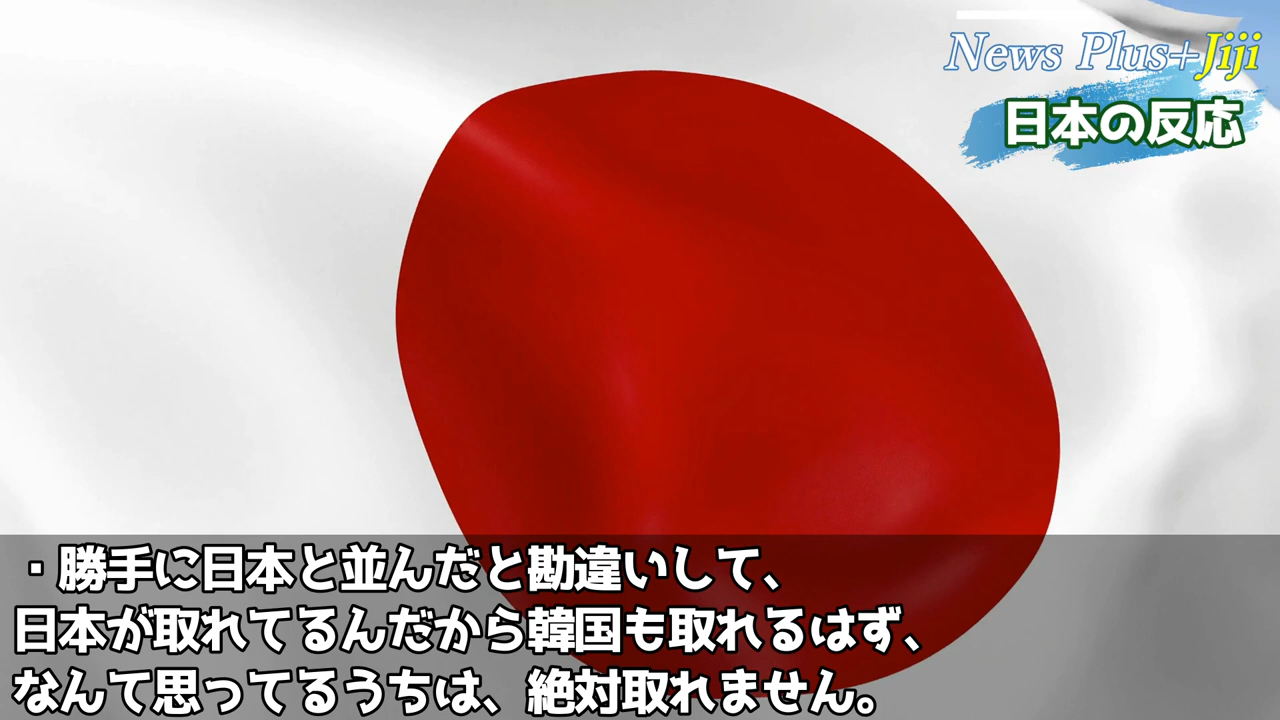 News Plus+Jiji
日本の反応
・勝手に日本と並んだと勘違いして、
日本が取れてるんだから韓国も取れるはず、
なんて思ってるうちは、絶対取れません。